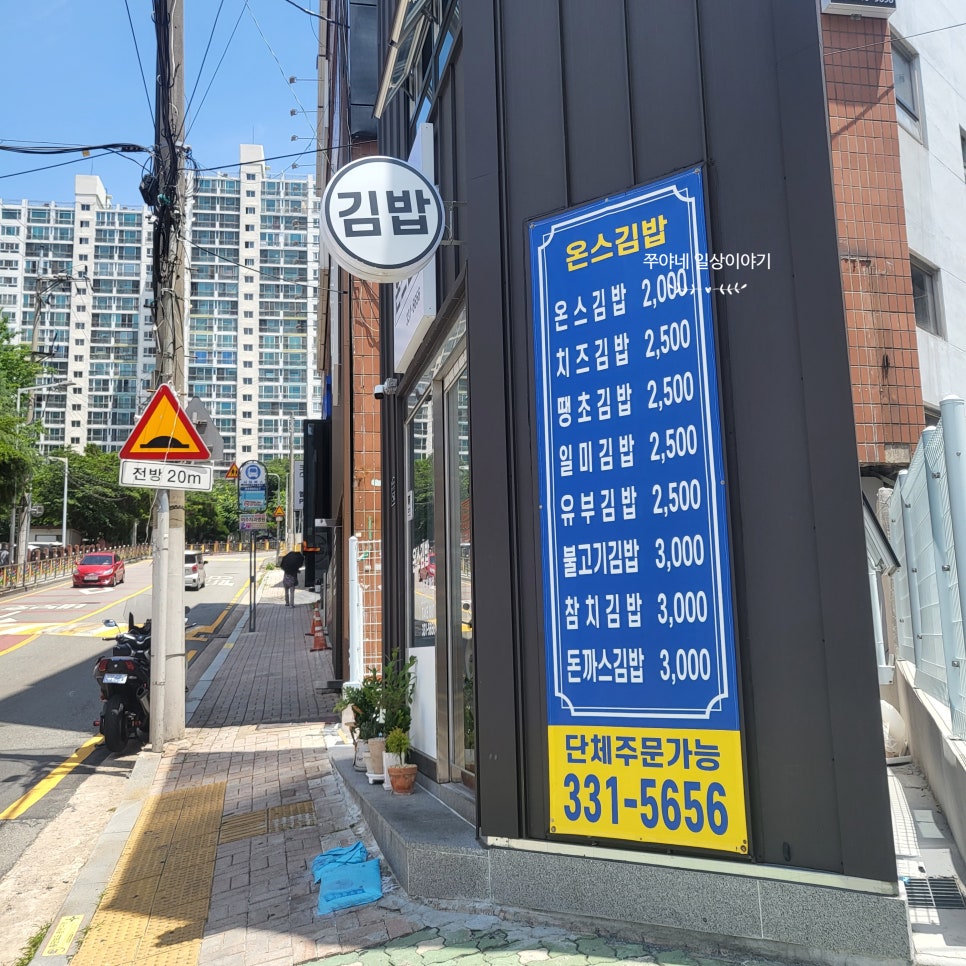 김밥
온스김밥
쭈야네 일상이야기
온스김밥 2,000
치즈김밥 2,500
땡초김밥 2,500
일미김밥 2,500
유부김밥 2,500
불고기김밥 3,000
참치김밥 3,000
돈까스김밥 3,000
단체주문가능
331-5656
전방 20m